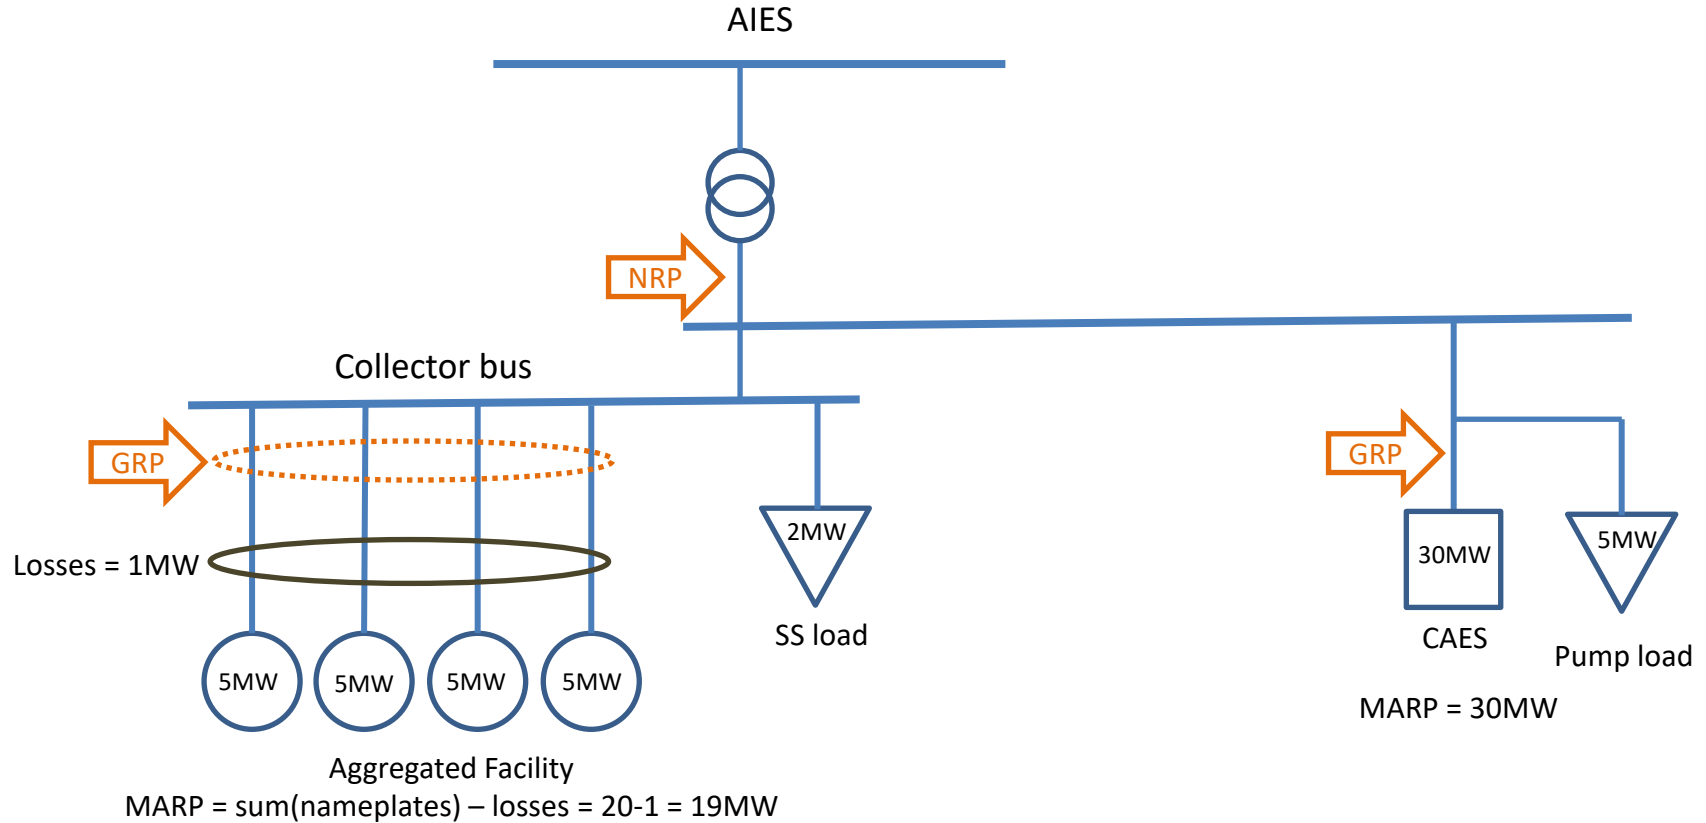 AIES
NRP
Collector bus
GRP
GRP
2MW
30MW
5MW
Losses = 1MW
SS load
CAES
Pump load
5MW
5MW
5MW
5MW
MARP = 30MW
Aggregated Facility
MARP = sum(nameplates) – losses = 20-1 = 19MW